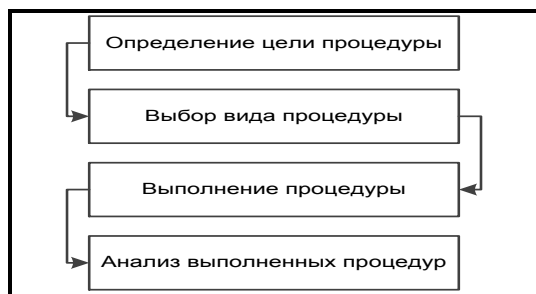 Определение цели процедуры
Выбор вида процедуры
Выполнение процедуры
Анализ выполненных процедур